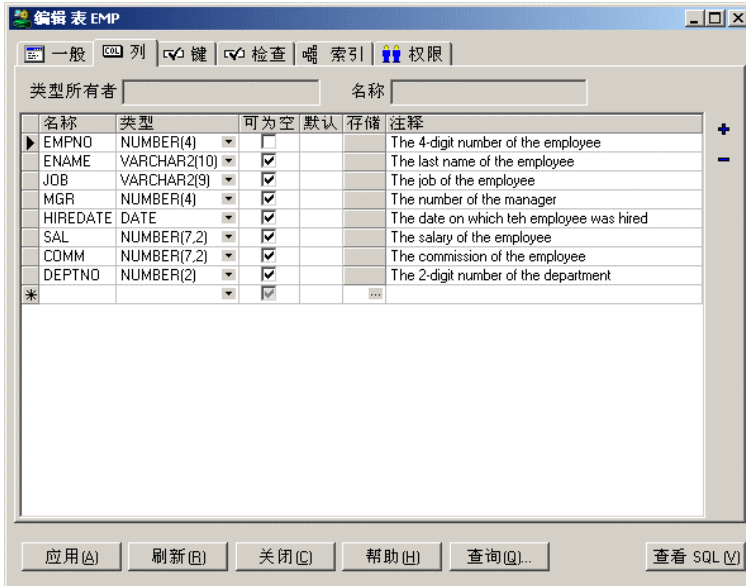 编辑 表 EMP
一般 COL 列 键 检查 索引 权限
类型所有者 名称
名称 类型 可为空 默认 存储 注释
EMPNO NUMBER(4) The 4-digit number of the employee
ENAME VARCHAR2(10) The last name of the employee
JOB VARCHAR2(9) The job of the employee
MGR NUMBER(4) The number of the manager
HIREDATE DATE The date on which teh employee was hired
SAL NUMBER(7,2) The salary of the employee
COMM NUMBER(7,2) The commission of the employee
DEPTNO NUMBER(2) The 2-digit number of the department
...
应用(A) 刷新(R) 关闭(C) 帮助(H) 查询(Q)... 查看 SQL (V)